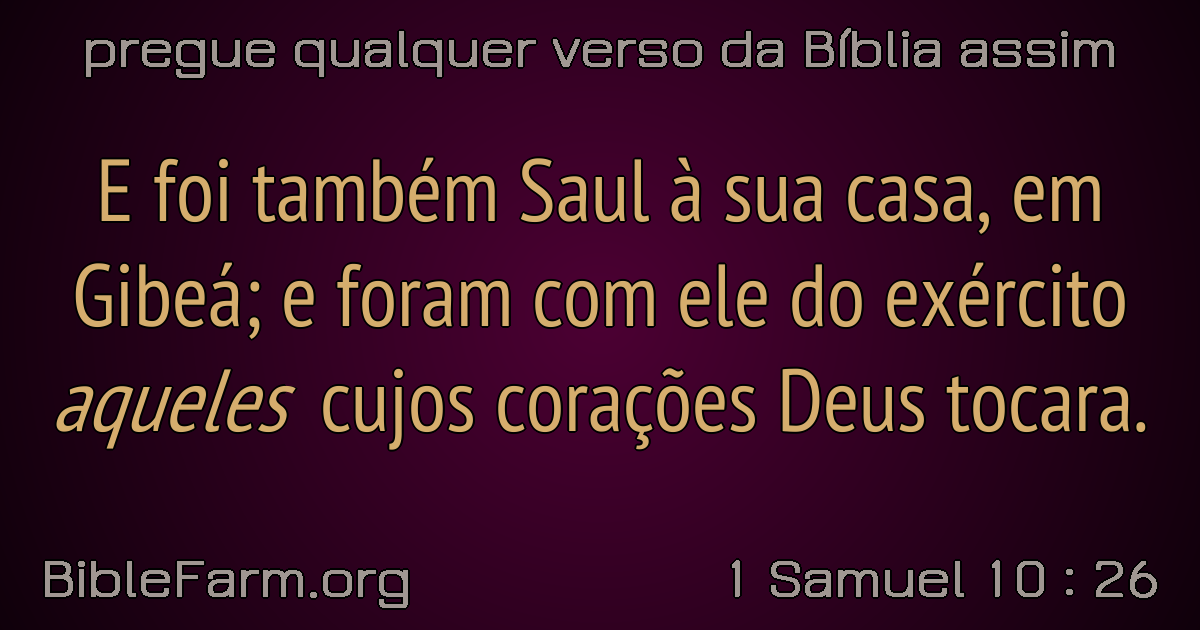 pregue qualquer verso da Bíblia assim
E foi também Saul à sua casa, em
Gibeá; e foram com ele do exército
aqueles cujos corações Deus tocara.
BibleFarm.org
1 Samuel 10 : 26